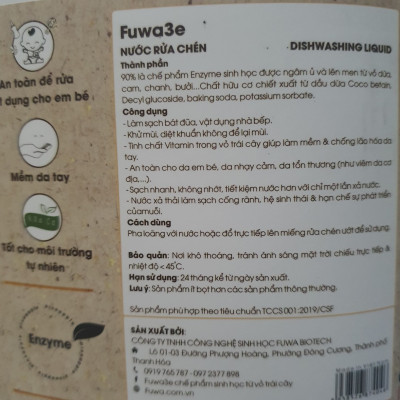 Fuwa3e
NƯỚC RỬA CHÉN
DISHWASHING LIQUID
Thành phần
90% là chế phẩm Enzyme sinh học được ngâm ủ và lên men từ vỏ dứa,
cam, chanh, bưởi...Chất hữu cơ chiết xuất từ dầu dừa Coco betain,
Decyl glucoside, baking soda, potassium sorbate.
Công dụng
- Làm sạch bát đũa, vật dụng nhà bếp.
- Khử mùi, diệt khuẩn không để lại mùi.
- Tinh chất Vitamin trong vỏ trái cây giúp làm mềm & chống lão hóa da
tay.
- An toàn cho da em bé, da nhạy cảm, da tổn thương (như viêm da cơ
địa,...).
- Sạch nhanh, không nhớt, tiết kiệm nước hơn với chỉ một lần xả nước.
- Nước xả thải làm sạch cống rãnh, hệ sinh thái & hạn chế sự phát triển
củamuỗi.
Cách dùng
Pha loãng với nước hoặc đổ trực tiếp lên miếng rửa chén ướt để sử dụng.
Bảo quản: Nơi khô thoáng, tránh ánh sáng mặt trời chiếu trực tiếp &
nhiệt độ <45°C.
Hạn sử dụng: 24 tháng kể từ ngày sản xuất.
Lưu ý: Sản phẩm ít bọt hơn các sản phẩm thông thường.
Sản phẩm phù hợp theo tiêu chuẩn TCCS 001:2019/CSF
SẢN XUẤT BỞI:
CÔNG TY TNHH CÔNG NGHỆ SINH HỌC FUWA BIOTECH
Lô 01-03 Đường Phượng Hoàng, Phường Đông Cương, Thành phố
Thanh Hóa
0919 765 787 - 097 2377 898
Fuwa3e chế phẩm sinh học từ vỏ trái cây
Fuwa.com.vn
An toàn để rửa
dụng cho em bé
Mềm da tay
Tốt cho môi trường
tự nhiên
Enzyme